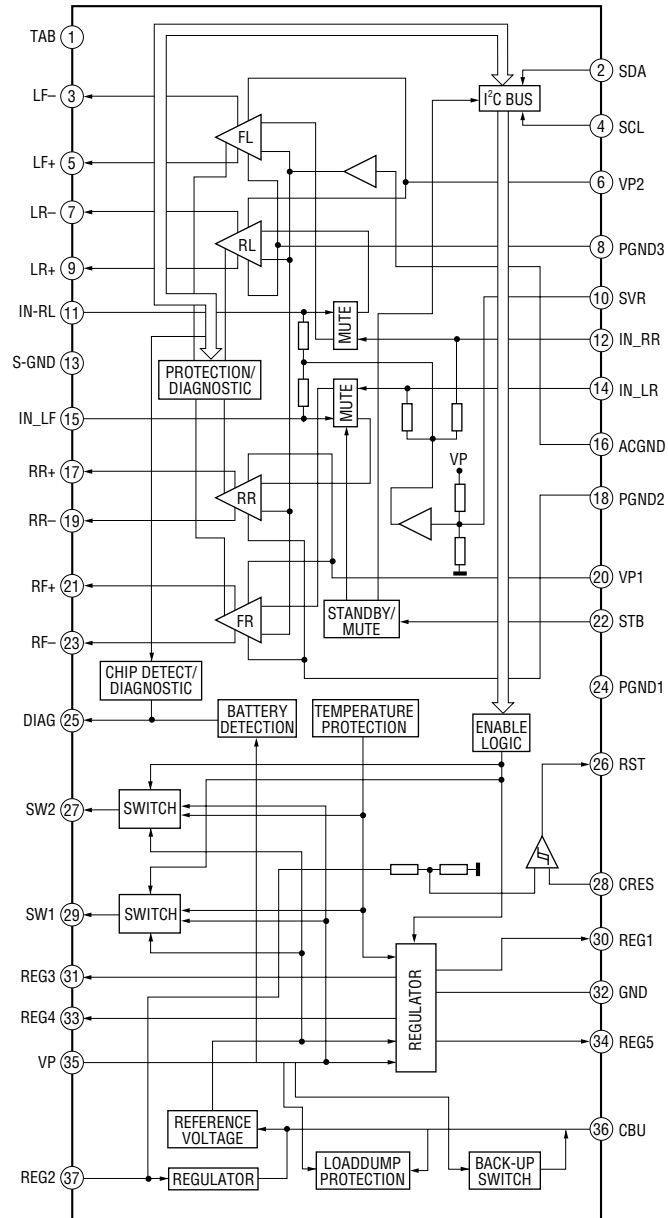 TAB 1
2 SDA
LF– 3
I²C BUS
4 SCL
FL
LF+ 5
6 VP2
LR– 7
RL
8 PGND3
LR+ 9
10 SVR
IN-RL 11
MUTE
12 IN_RR
S-GND 13
PROTECTION/
DIAGNOSTIC
MUTE
14 IN_LR
IN_LF 15
16 ACGND
RR+ 17
VP
RR
18 PGND2
RR– 19
20 VP1
RF+ 21
FR
STANDBY/
MUTE
22 STB
RF– 23
CHIP DETECT/
DIAGNOSTIC
24 PGND1
DIAG 25
BATTERY
DETECTION
TEMPERATURE
PROTECTION
ENABLE
LOGIC
26 RST
SW2 27
SWITCH
28 CRES
SW1 29
SWITCH
30 REG1
REG3 31
REGULATOR
32 GND
REG4 33
34 REG5
VP 35
REFERENCE
VOLTAGE
36 CBU
REG2 37
REGULATOR
LOADDUMP
PROTECTION
BACK-UP
SWITCH